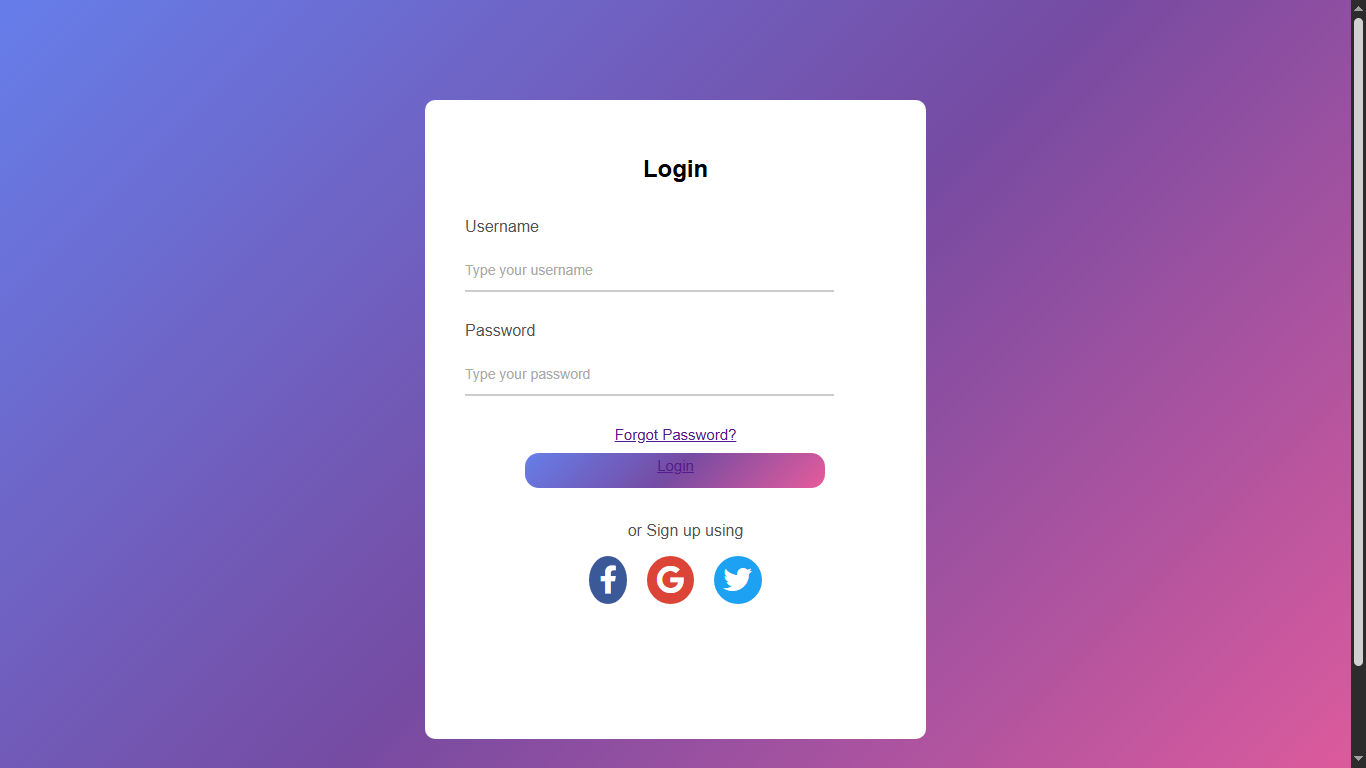 Login
Username
Type your username
Password
Type your password
Forgot Password?
Login
or Sign up using